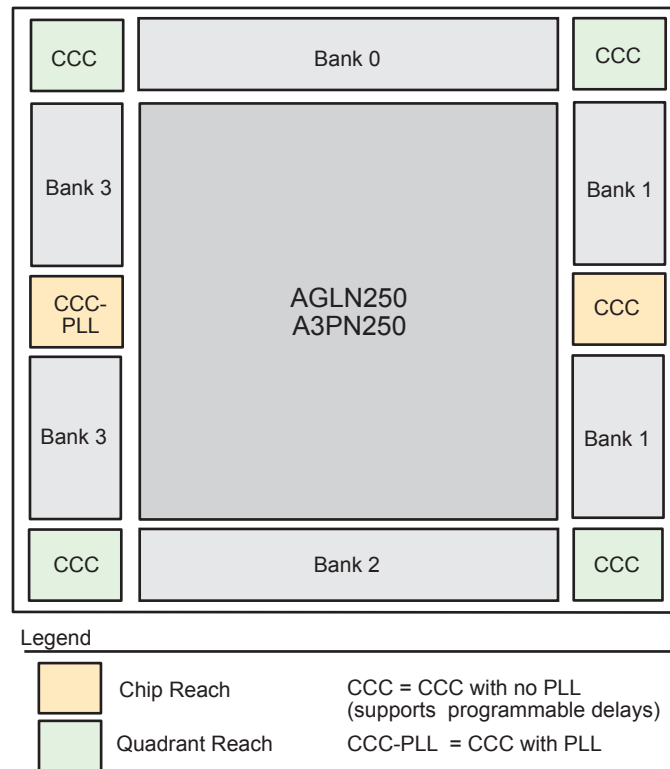 CCC
Bank 0
CCC
Bank 3
Bank 1
CCC-
PLL
AGLN250
A3PN250
CCC
Bank 3
Bank 1
CCC
Bank 2
CCC
Legend
Chip Reach
CCC = CCC with no PLL
(supports programmable delays)
Quadrant Reach
CCC-PLL = CCC with PLL